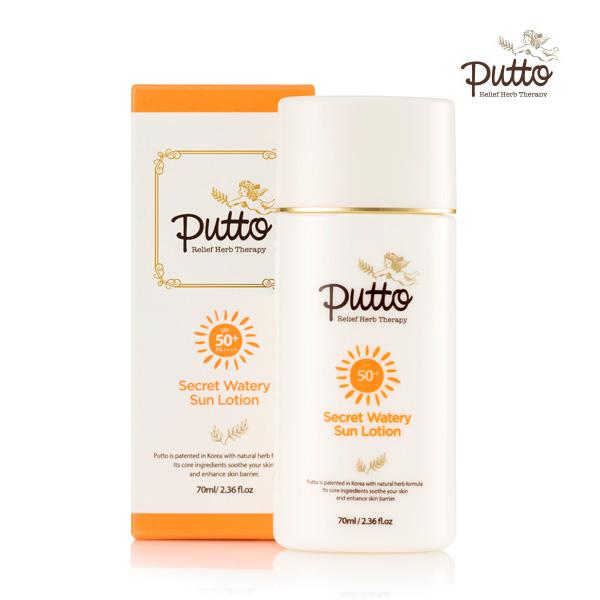 Putto
Relief Herb Therapy
Putto
Relief Herb Therapy
SPF
50+
PA++++
Secret Watery
Sun Lotion
Putto is patented in Korea with natural herb f
Its core ingredients soothe your skin
and enhance skin barrier.
70ml/ 2.36 fl.oz
Putto
Relief Herb Therapy
50+
Secret Watery
Sun Lotion
Putto is patented in Korea with natural herb formula.
Its core ingredients soothe your skin
and enhance skin barrier.
70ml/ 2.36 fl.oz